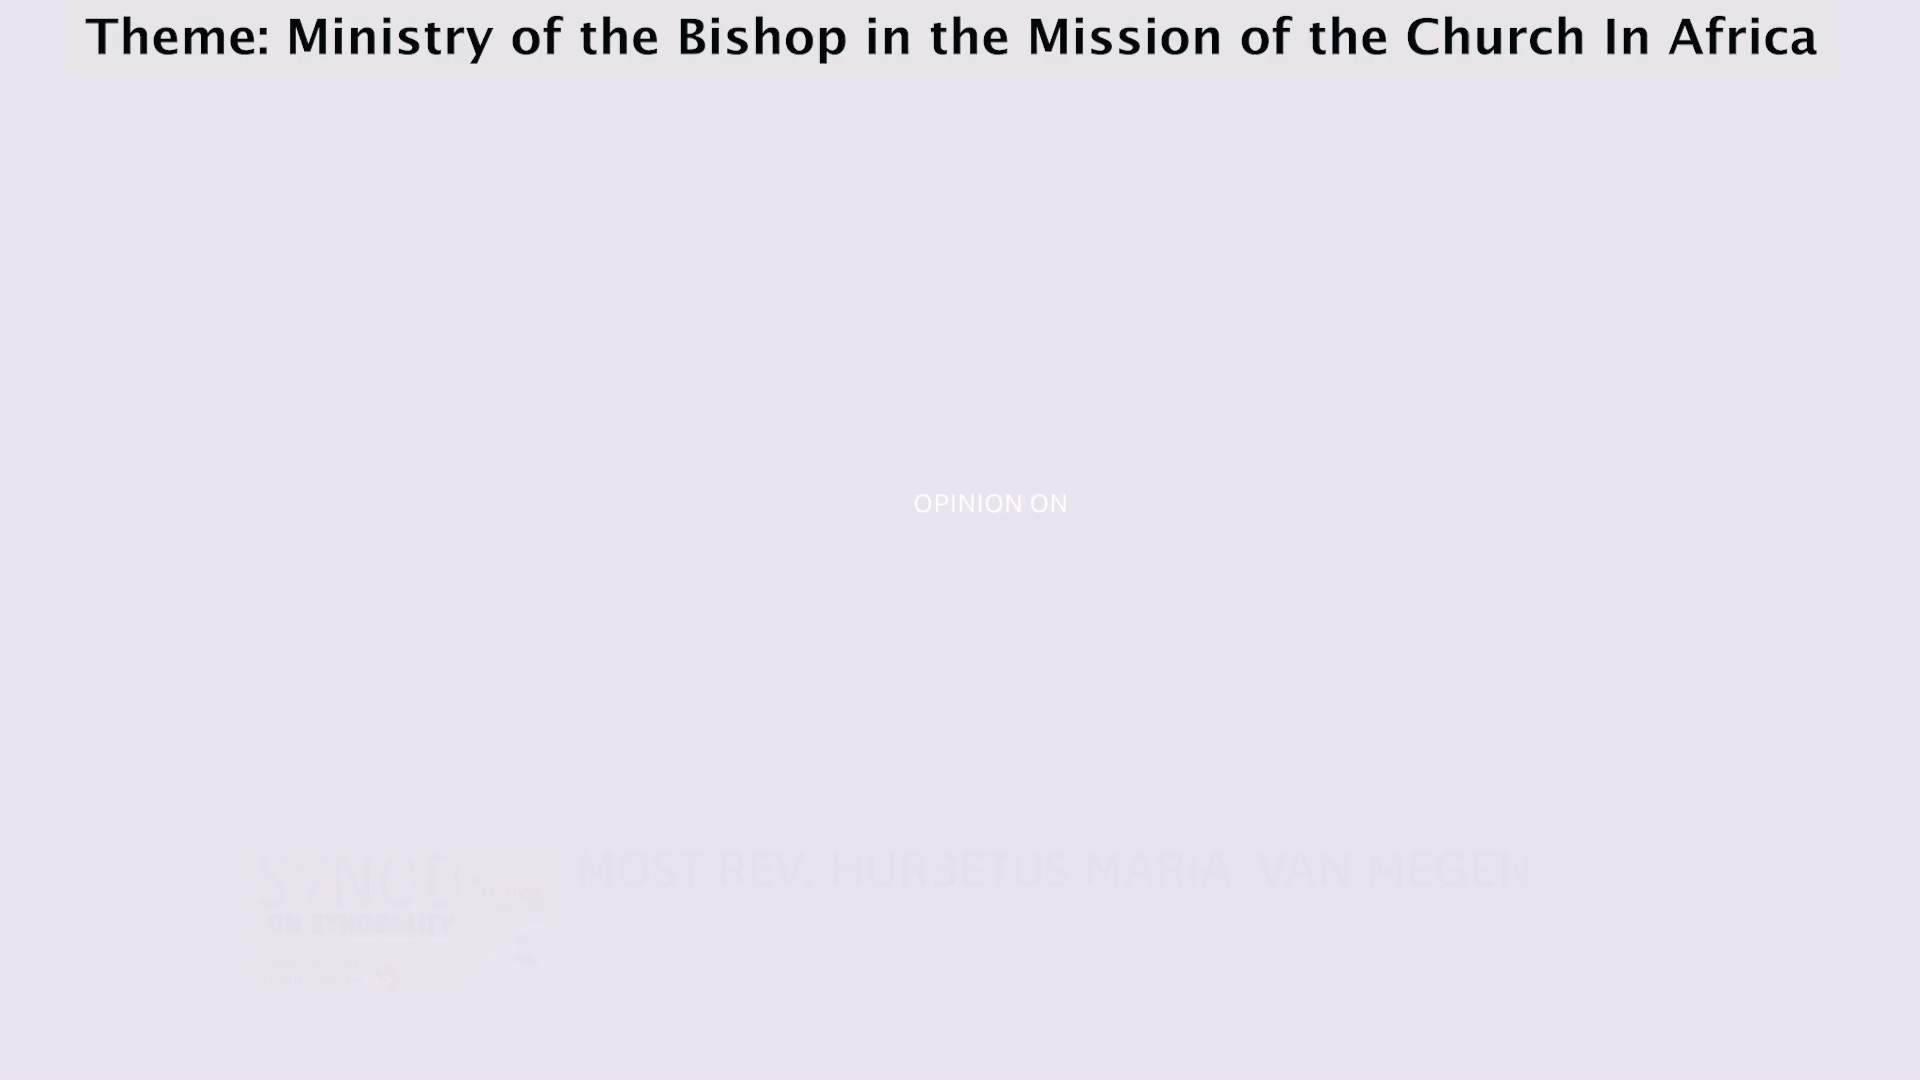 Theme: Ministry of the Bishop in the Mission of the Church In Africa
OPINION ON
MOST REV. HURBETUS MARIA VAN MEGEN
SYNOD
ON SYNODALITY